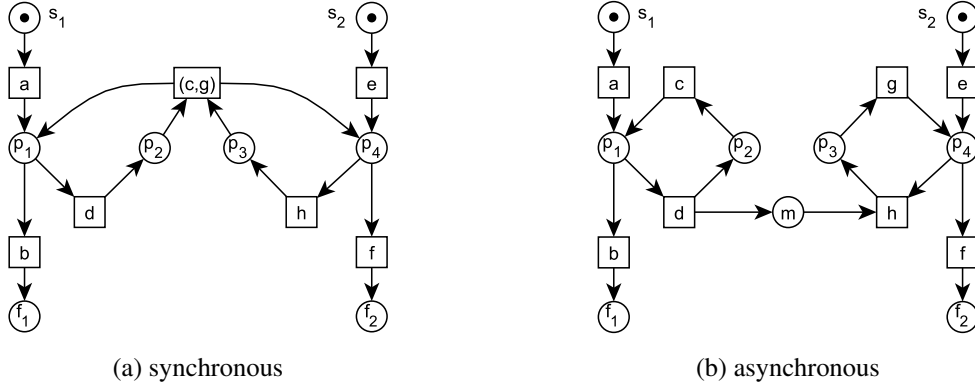 s1 s2 s1 s2
a (c,g) e a c g e
p1 p2 p3 p4 p1 p2 p3 p4
d h d m h
b f b f
f1 f2 f1 f2
(a) synchronous (b) asynchronous